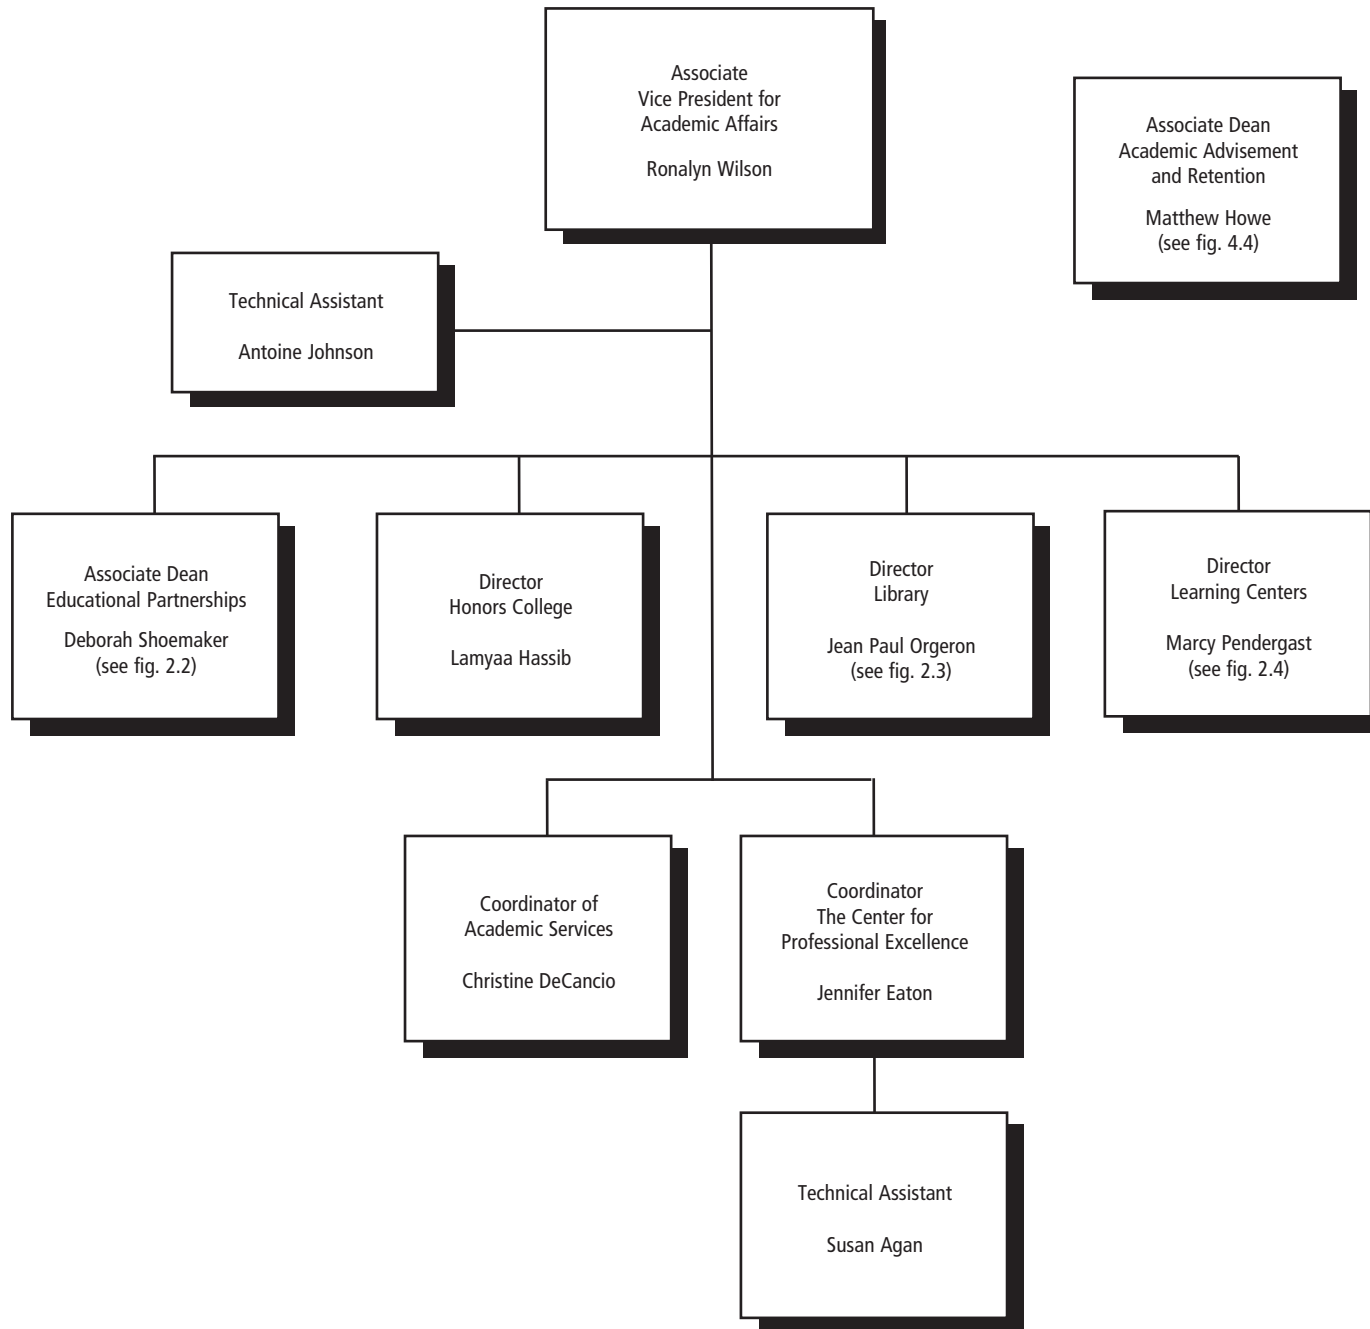 Associate
Vice President for
Academic Affairs
Ronalyn Wilson
Associate Dean
Academic Advisement
and Retention
Matthew Howe
(see fig. 4.4)
Technical Assistant
Antoine Johnson
Associate Dean
Educational Partnerships
Deborah Shoemaker
(see fig. 2.2)
Director
Honors College
Lamyaa Hassib
Director
Library
Jean Paul Orgeron
(see fig. 2.3)
Director
Learning Centers
Marcy Pendergast
(see fig. 2.4)
Coordinator of
Academic Services
Christine DeCancio
Coordinator
The Center for
Professional Excellence
Jennifer Eaton
Technical Assistant
Susan Agan